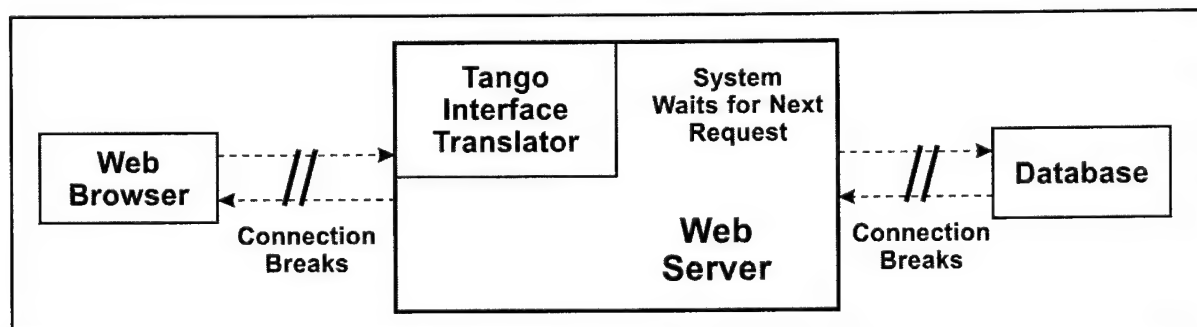 Web
Browser
Connection
Breaks
Tango
Interface
Translator
System
Waits for Next
Request
Web
Server
Connection
Breaks
Database